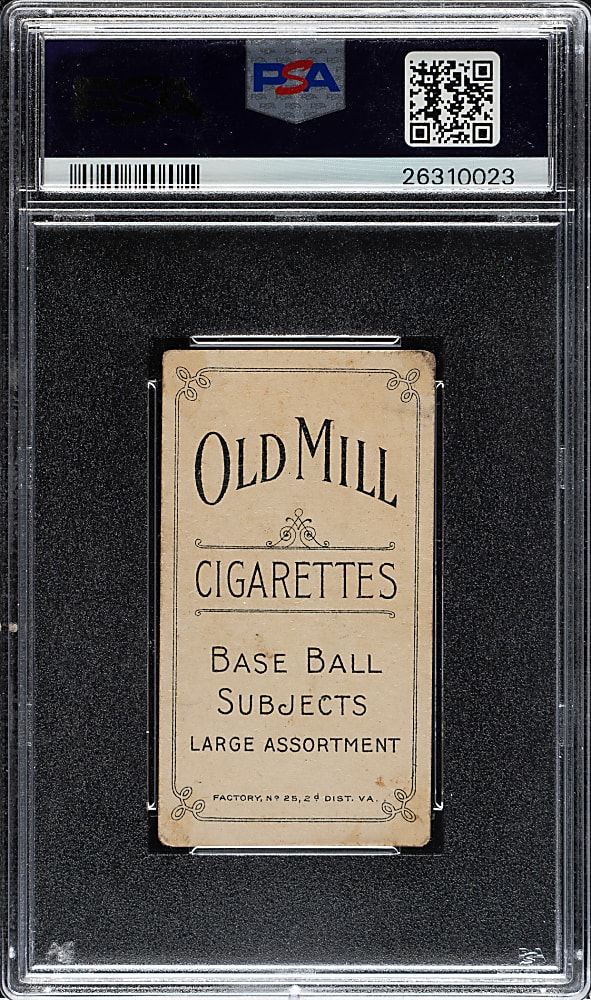 PSA
26310023
OLD MILL
CIGARETTES
BASE BALL
SUBJECTS
LARGE ASSORTMENT
FACTORY, Nº 25, 2d DIST. VA.